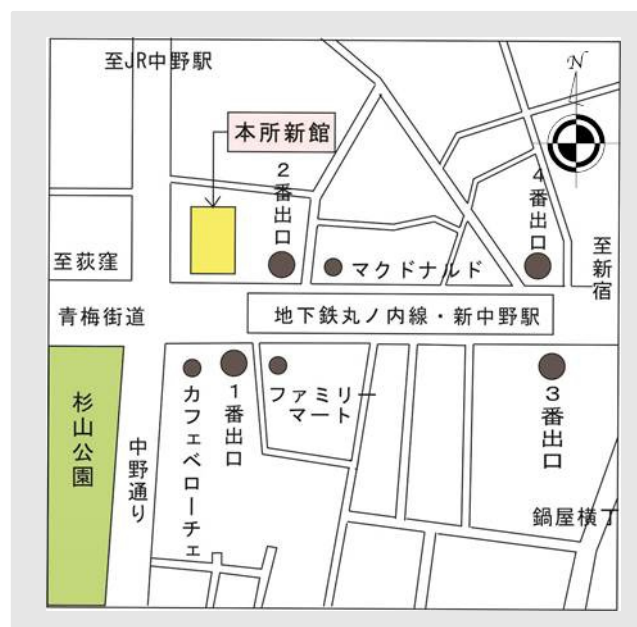 至JR中野駅
N
本所新館
2番出口
4番出口
至荻窪
マクドナルド
至新宿
青梅街道
地下鉄丸ノ内線・新中野駅
杉山公園
中野通り
カフェベローチェ
1番出口
ファミリー
マート
3番出口
鍋屋横丁